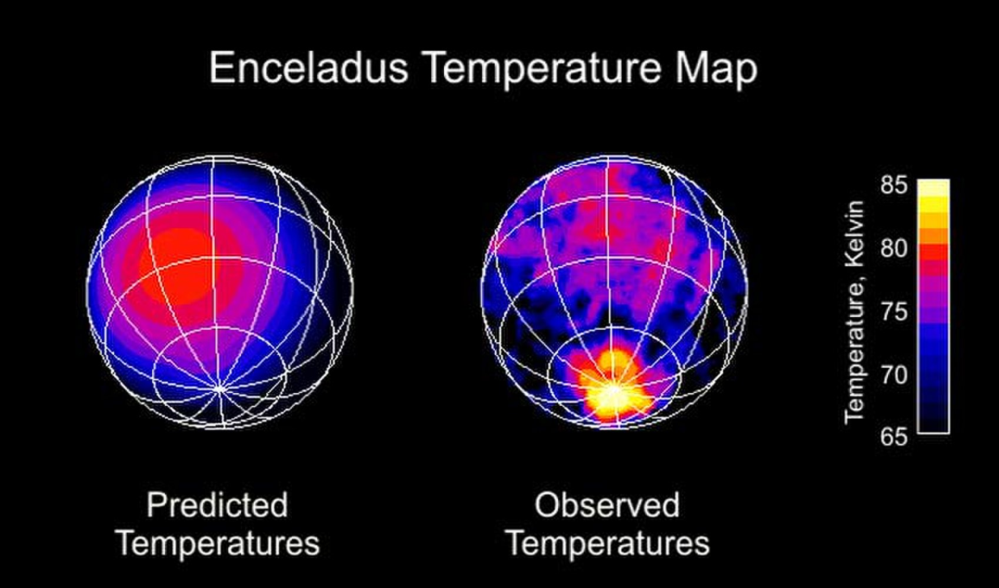 Enceladus Temperature Map
Predicted
Temperatures
Observed
Temperatures
Temperature, Kelvin
85
80
75
70
65